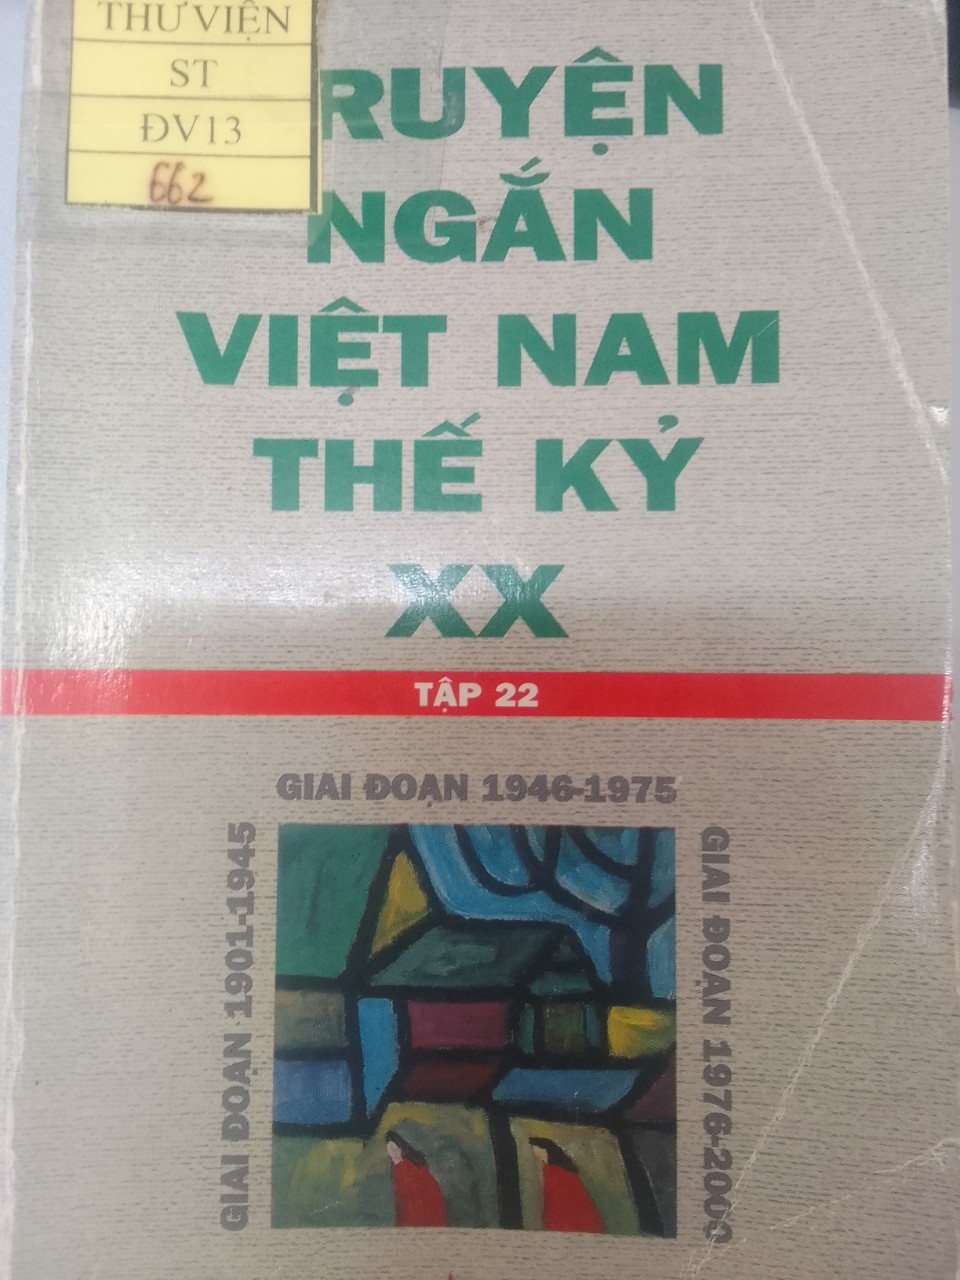 THƯ VIỆN
ST
ĐV13
662
RUYỆN
NGẮN
VIỆT NAM
THẾ KỶ
XX
TẬP 22
GIAI ĐOẠN 1946-1975
GIAI ĐOẠN 1901-1945
GIAI ĐOẠN 1976-2000